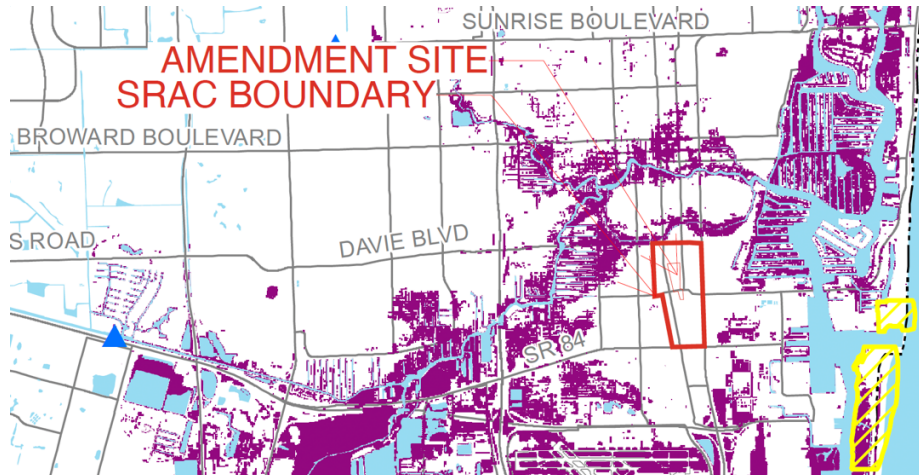 SUNRISE BOULEVARD
AMENDMENT SITE
SRAC BOUNDARY
BROWARD BOULEVARD
S ROAD
DAVIE BLVD
SR 84